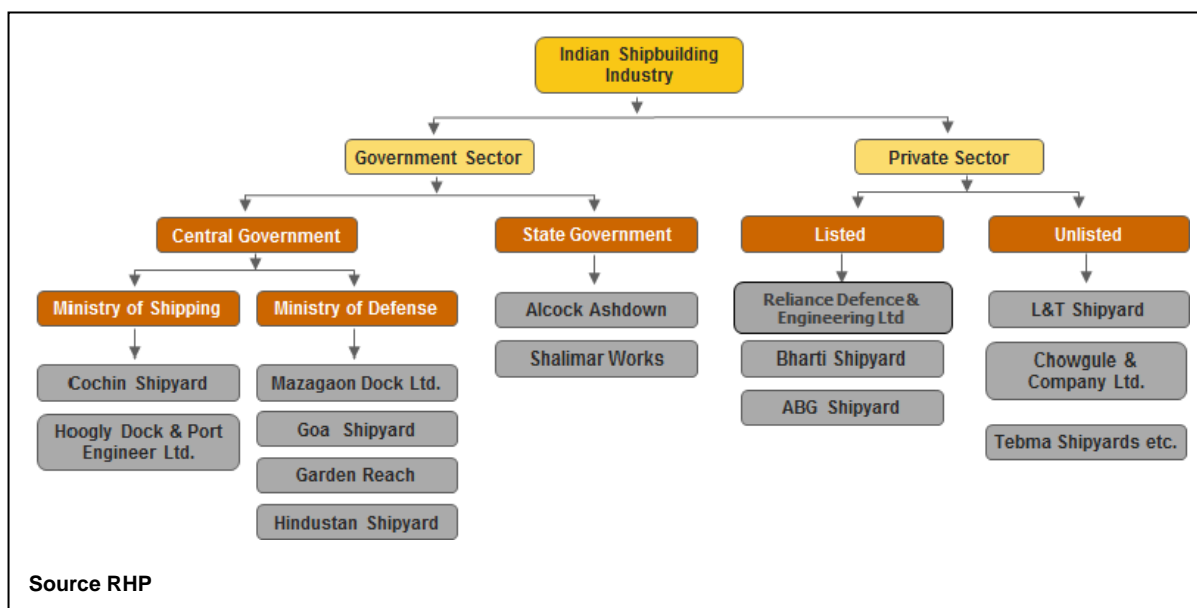 Indian Shipbuilding
Industry
Government Sector
Private Sector
Central Government
State Government
Listed
Unlisted
Ministry of Shipping
Ministry of Defense
Alcock Ashdown
Shalimar Works
Reliance Defence &
Engineering Ltd
Bharti Shipyard
ABG Shipyard
L&T Shipyard
Chowgule &
Company Ltd.
Tebma Shipyards etc.
Cochin Shipyard
Hoogly Dock & Port
Engineer Ltd.
Mazagaon Dock Ltd.
Goa Shipyard
Garden Reach
Hindustan Shipyard
Source RHP